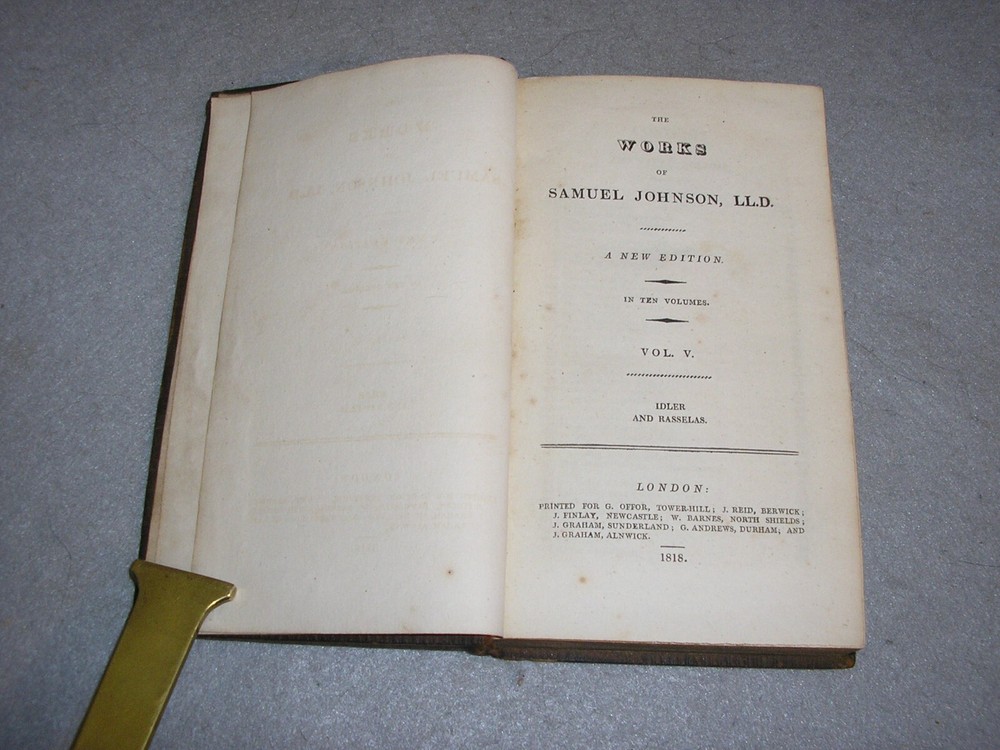 THE
WORKS
OF
SAMUEL JOHNSON, LL.D.
A NEW EDITION.
IN TEN VOLUMES.
VOL. V.
IDLER
AND RASSELAS.
LONDON:
PRINTED FOR G. OFFOR, TOWER-HILL; J. REID, BERWICK;
J. FINLAY, NEWCASTLE; W. BARNES, NORTH SHIELDS;
J. GRAHAM, SUNDERLAND; G. ANDREWS, DURHAM; AND
J. GRAHAM, ALNWICK.
1818.